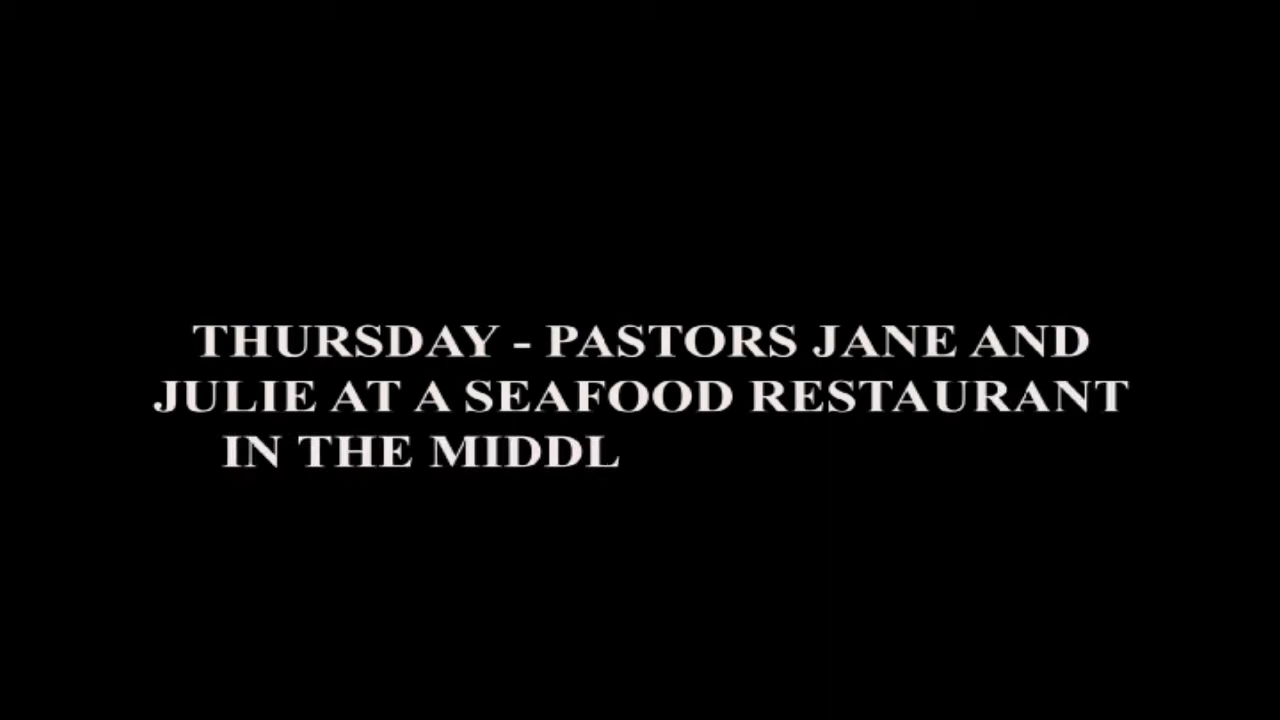 THURSDAY - PASTORS JANE AND
JULIE AT A SEAFOOD RESTAURANT
IN THE MIDDL